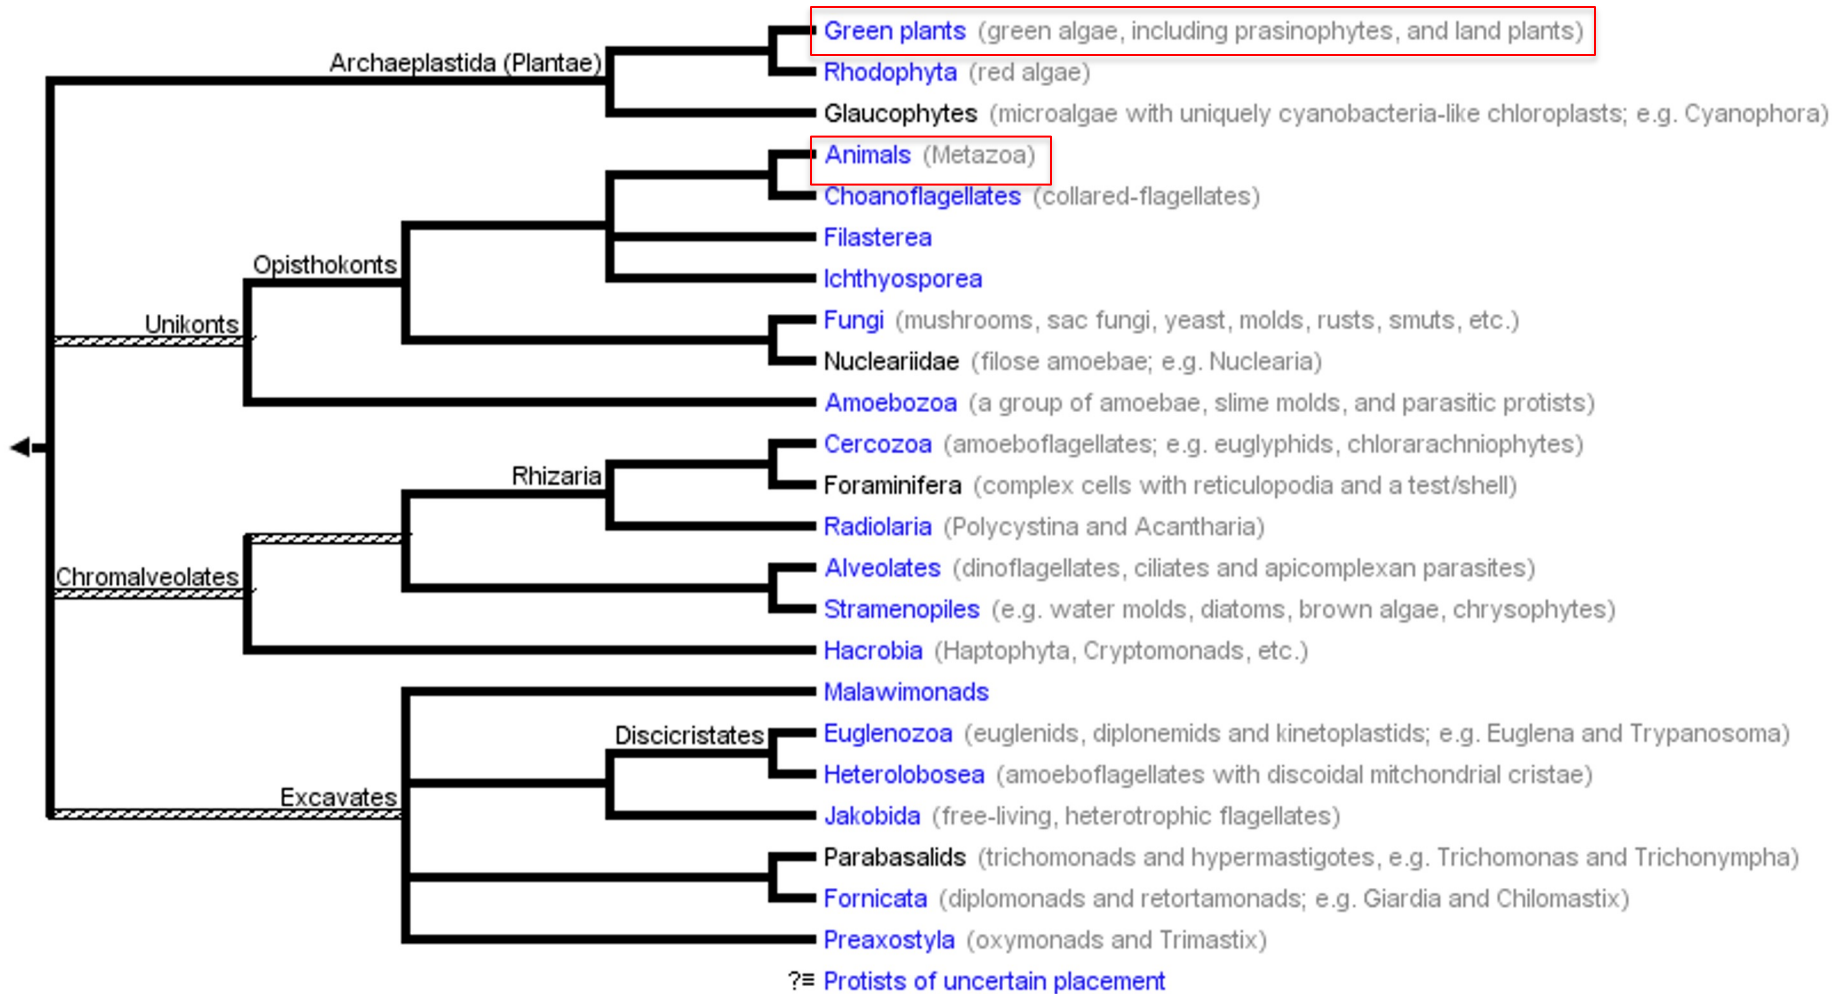 Archaeplastida (Plantae)
Green plants (green algae, including prasinophytes, and land plants)
Rhodophyta (red algae)
Glaucophytes (microalgae with uniquely cyanobacteria-like chloroplasts; e.g. Cyanophora)
Animals (Metazoa)
Choanoflagellates (collared-flagellates)
Filasterea
Opisthokonts
Ichthyosporea
Unikonts
Fungi (mushrooms, sac fungi, yeast, molds, rusts, smuts, etc.)
Nucleariidae (filose amoebae; e.g. Nuclearia)
Amoebozoa (a group of amoebae, slime molds, and parasitic protists)
Cercozoa (amoeboflagellates; e.g. euglyphids, chlorarachniophytes)
Rhizaria
Foraminifera (complex cells with reticulopodia and a test/shell)
Radiolaria (Polycystina and Acantharia)
Chromalveolates
Alveolates (dinoflagellates, ciliates and apicomplexan parasites)
Stramenopiles (e.g. water molds, diatoms, brown algae, chrysophytes)
Hacrobia (Haptophyta, Cryptomonads, etc.)
Malawimonads
Discicristates
Euglenozoa (euglenids, diplonemids and kinetoplastids; e.g. Euglena and Trypanosoma)
Heterolobosea (amoeboflagellates with discoidal mitchondrial cristae)
Excavates
Jakobida (free-living, heterotrophic flagellates)
Parabasalids (trichomonads and hypermastigotes, e.g. Trichomonas and Trichonympha)
Fornicata (diplomonads and retortamonads; e.g. Giardia and Chilomastix)
Preaxostyla (oxymonads and Trimastix)
?≡ Protists of uncertain placement